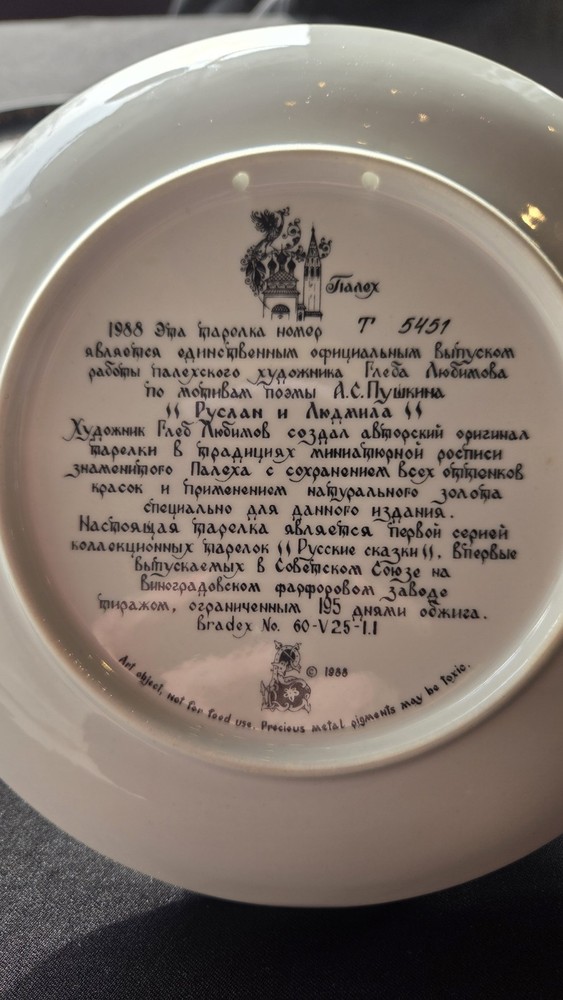 Палех
1988 Эта тарелка номер Т 5451
является единственным официальным выпуском
работы палехского художника Глеба Любимова
по мотивам поэмы А.С.Пушкина
"Руслан и Людмила"
Художник Глеб Любимов создал авторский оригинал
тарелки в традициях миниатюрной росписи
знаменитого Палеха с сохранением всех оттенков
красок и применением натурального золота
специально для данного издания.
Настоящая тарелка является первой серией
коллекционных тарелок "Русские сказки", впервые
выпускаемых в Советском Союзе на
Виноградовском фарфоровом заводе
тиражом, ограниченным 195 днями обжига.
Bradex No. 60-V25-1.1
© 1988
Art object, not for food use. Precious metal pigments may be toxic.